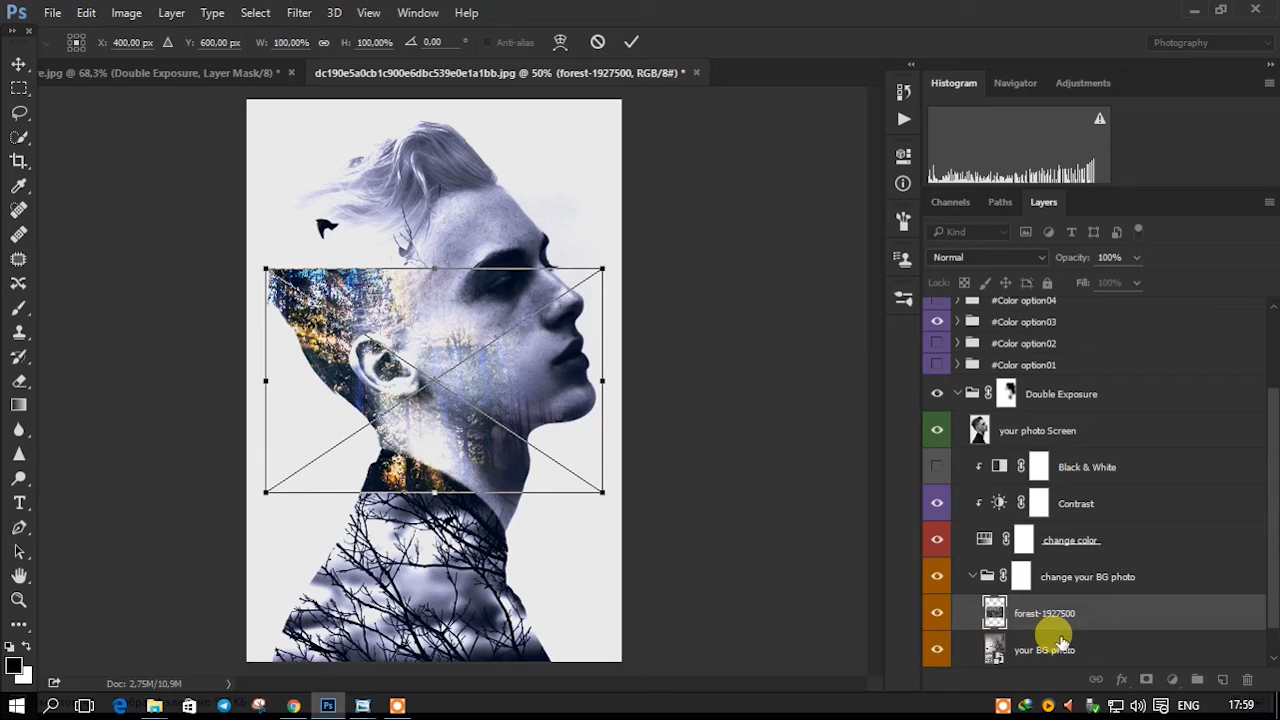 Ps File Edit Image Layer Type Select Filter 3D View Window Help
X: 400,00 px Y: 600,00 px W: 100,00% H: 100,00% 0,00 ° Anti-alias Photography
e.jpg @ 68,3% (Double Exposure, Layer Mask/8) * × dc190e5a0cb1c900e6dbc539e0e1a1bb.jpg @ 50% (forest-1927500, RGB/8#) * ×
Histogram Navigator Adjustments
Channels Paths Layers
Kind
Normal Opacity: 100%
Lock: Fill: 100%
#Color option04
#Color option03
#Color option02
#Color option01
Double Exposure
your photo Screen
Black & White
Contrast
change color
change your BG photo
forest-1927500
your BG photo
Doc: 2,75M/10,9M
ENG 17:59